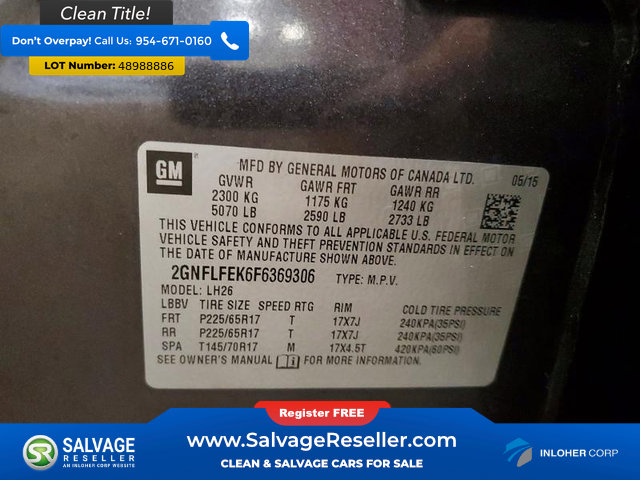 Clean Title!
Don't Overpay! Call Us: 954-671-0160
LOT Number: 48988886
GM
MFD BY GENERAL MOTORS OF CANADA LTD. 05/15
GVWR GAWR FRT GAWR RR
2300 KG 1175 KG 1240 KG
5070 LB 2590 LB 2733 LB
THIS VEHICLE CONFORMS TO ALL APPLICABLE U.S. FEDERAL MOTOR
VEHICLE SAFETY AND THEFT PREVENTION STANDARDS IN EFFECT ON
THE DATE OF MANUFACTURE SHOWN ABOVE.
2GNFLFEK6F6369306 TYPE: M.P.V.
MODEL: LH26
LBBV TIRE SIZE SPEED RTG RIM COLD TIRE PRESSURE
FRT P225/65R17 T 17X7J 240KPA(35PSI)
RR P225/65R17 T 17X7J 240KPA(35PSI)
SPA T145/70R17 M 17X4.5T 420KPA(60PSI)
SEE OWNER'S MANUAL FOR MORE INFORMATION.
Register FREE
SR SALVAGE RESELLER
AN INLOHER CORP WEBSITE
www.SalvageReseller.com
CLEAN & SALVAGE CARS FOR SALE
INLOHER CORP